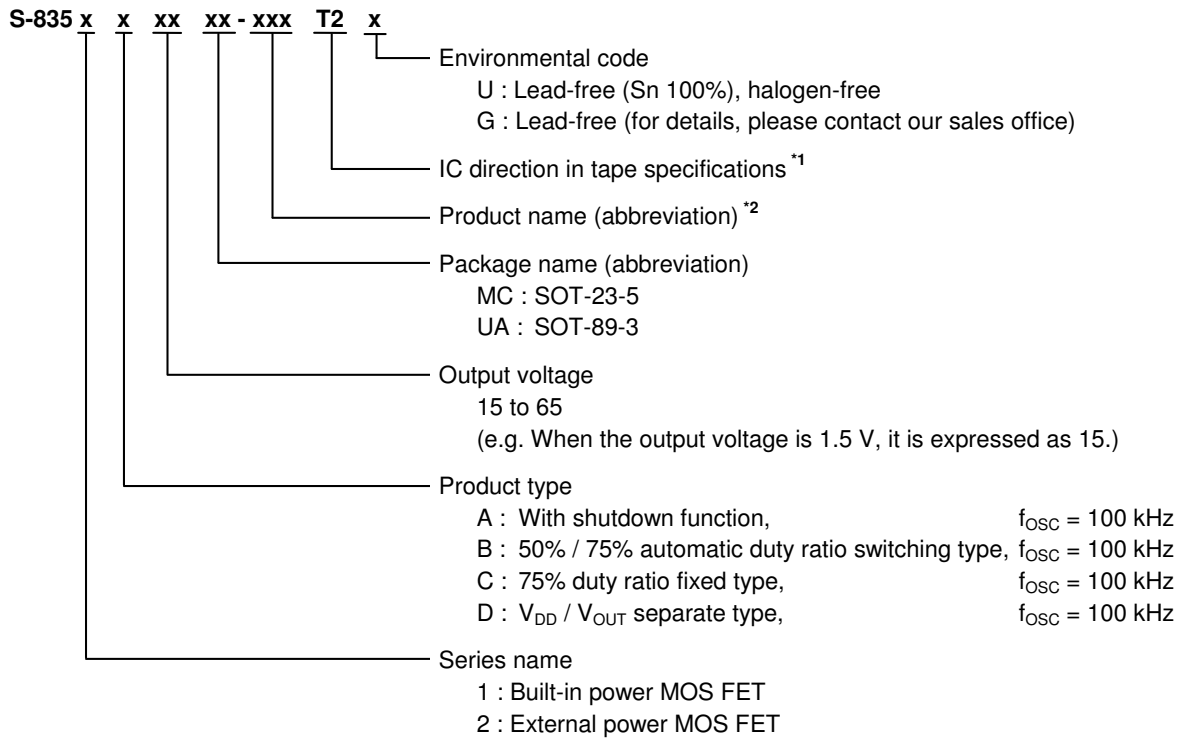 S-835 x x xx xx - xxx T2 x
Environmental code
U : Lead-free (Sn 100%), halogen-free
G : Lead-free (for details, please contact our sales office)
IC direction in tape specifications *1
Product name (abbreviation) *2
Package name (abbreviation)
MC : SOT-23-5
UA : SOT-89-3
Output voltage
15 to 65
(e.g. When the output voltage is 1.5 V, it is expressed as 15.)
Product type
A : With shutdown function, fOSC = 100 kHz
B : 50% / 75% automatic duty ratio switching type, fOSC = 100 kHz
C : 75% duty ratio fixed type, fOSC = 100 kHz
D : VDD / VOUT separate type, fOSC = 100 kHz
Series name
1 : Built-in power MOS FET
2 : External power MOS FET